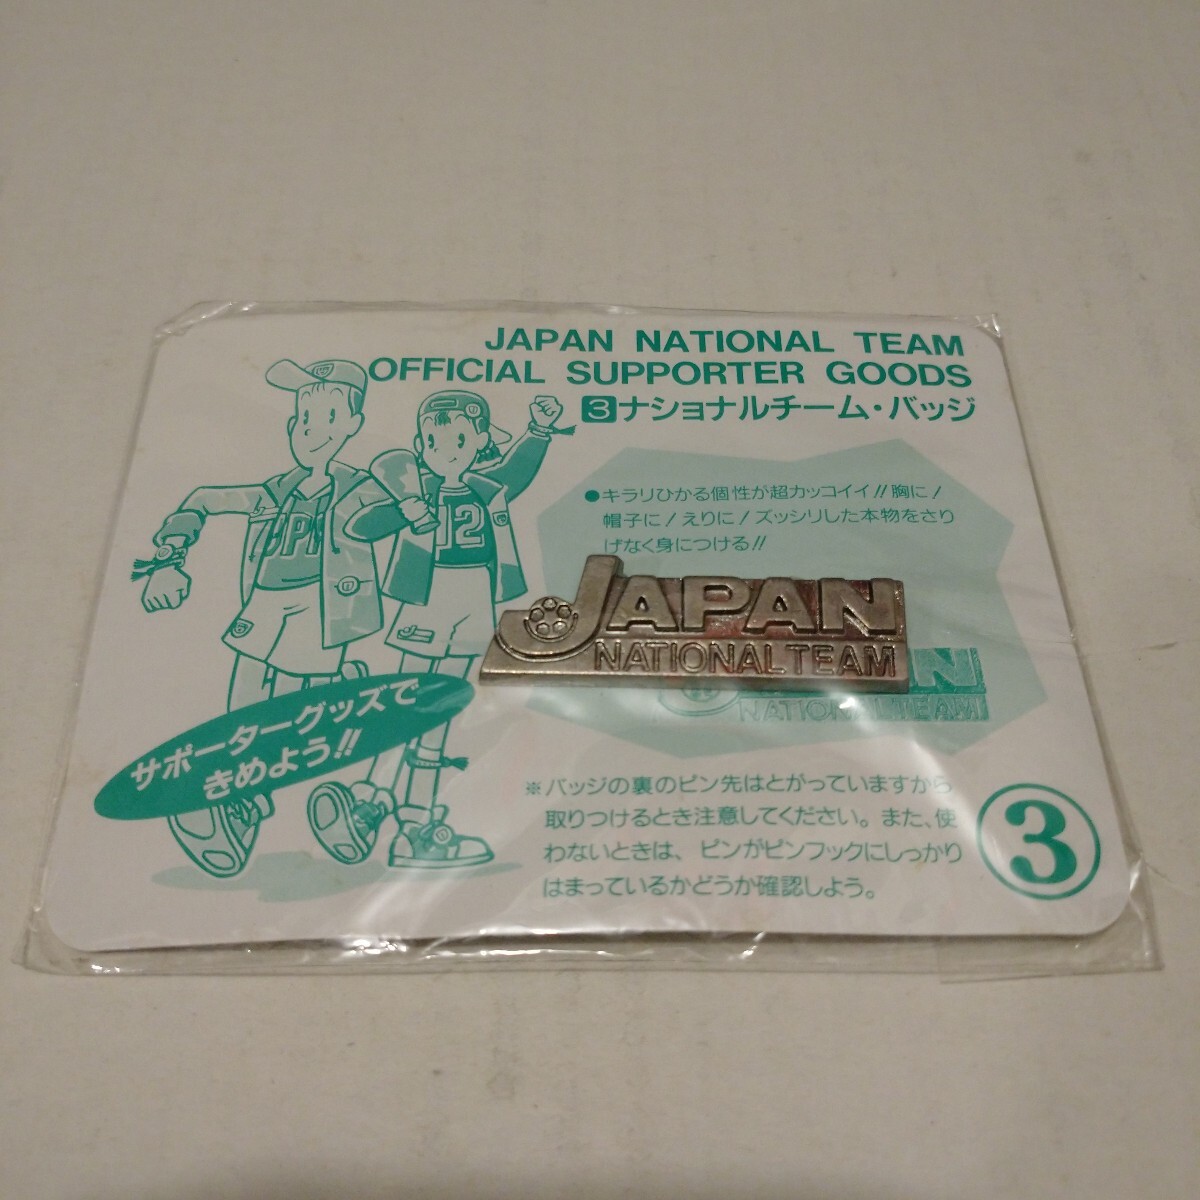 JAPAN NATIONAL TEAM
OFFICIAL SUPPORTER GOODS
3ナショナルチーム・バッジ
●キラリひかる個性が超カッコイイ!!胸に!
帽子に!えりに!ズッシリした本物をさり
げなく身につける!!
JAPAN
NATIONAL TEAM
NATIONAL TEAM
12
サポーターグッズで
きめよう!!
※バッジの裏のピン先はとがっていますから
取りつけるとき注意してください。また、使
わないときは、ピンがピンフックにしっかり
はまっているかどうか確認しよう。
③